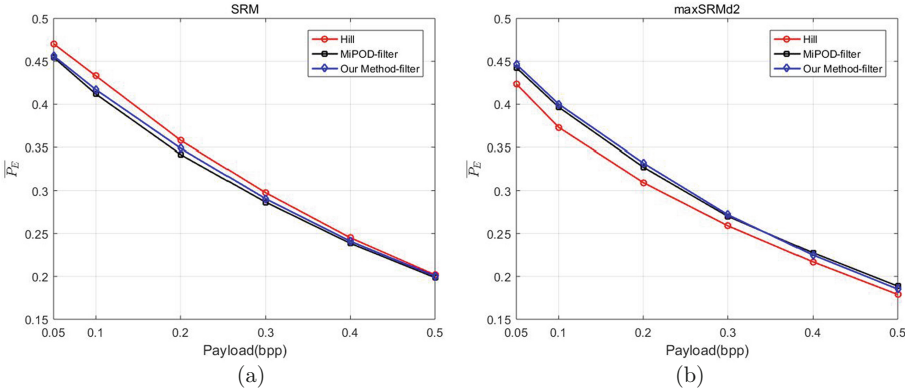 SRM
0.5
0.45
0.4
0.35
0.3
0.25
0.2
0.15
P_E
Hill
MiPOD-filter
Our Method-filter
0.05 0.1 0.2 0.3 0.4 0.5
Payload(bpp)
(a)
maxSRMd2
0.5
0.45
0.4
0.35
0.3
0.25
0.2
0.15
P_E
Hill
MiPOD-filter
Our Method-filter
0.05 0.1 0.2 0.3 0.4 0.5
Payload(bpp)
(b)